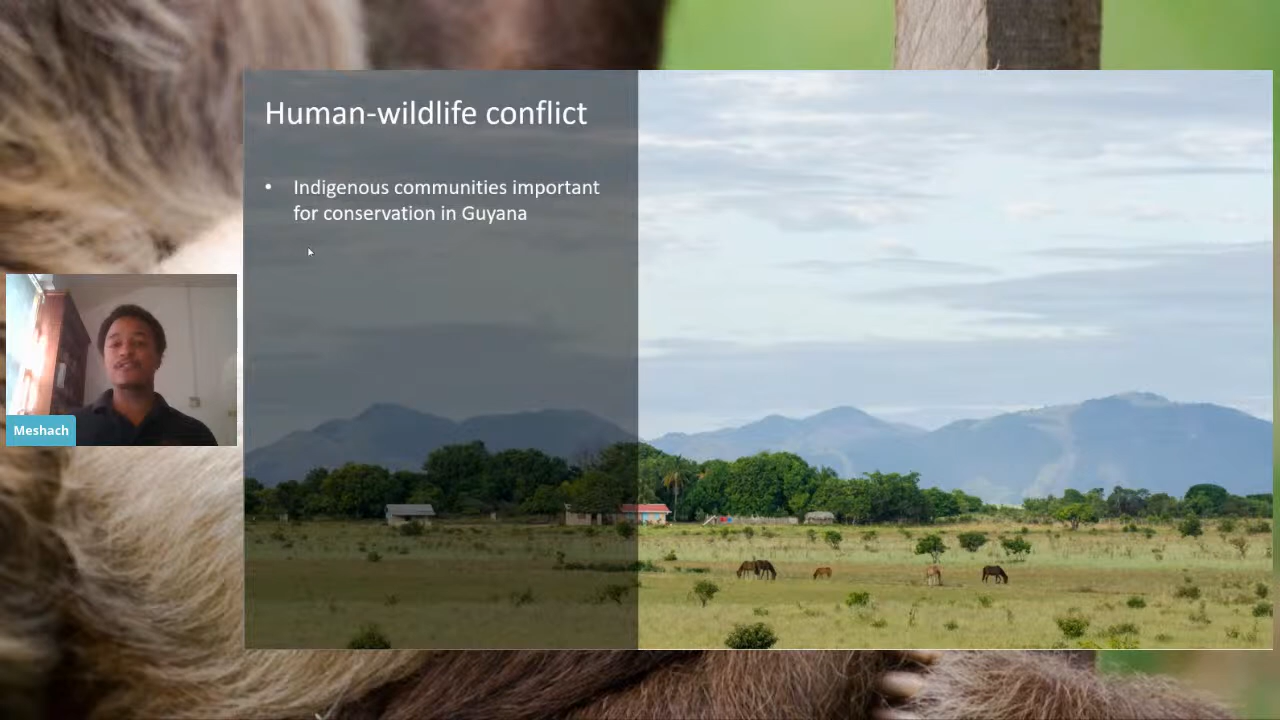 Human-wildlife conflict
• Indigenous communities important
for conservation in Guyana
Meshach